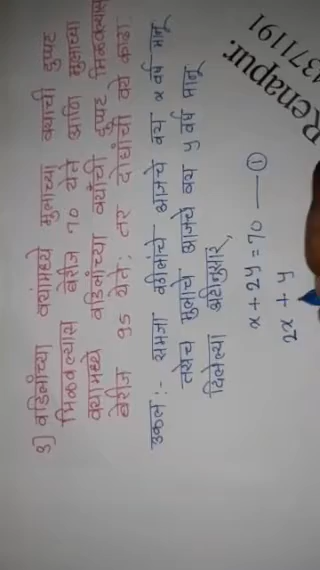 Renapur.
4371191
3) वडिलांच्या वयामध्ये मुलाच्या वयाची दुप्पट
मिळवल्यास बेरीज 70 येते आणि मुलाच्या
वयामध्ये वडिलांच्या वयाची दुप्पट मिळवल्यास
बेरीज 95 येते; तर दोघांची वये काढा.
उकल :- समजा वडीलांचे आजचे वय x वर्ष मानू
तसेच मुलाचे आजचे वय y वर्ष मानू
दिलेल्या अटीनुसार,
x + 2y = 70 — ①
2x + y